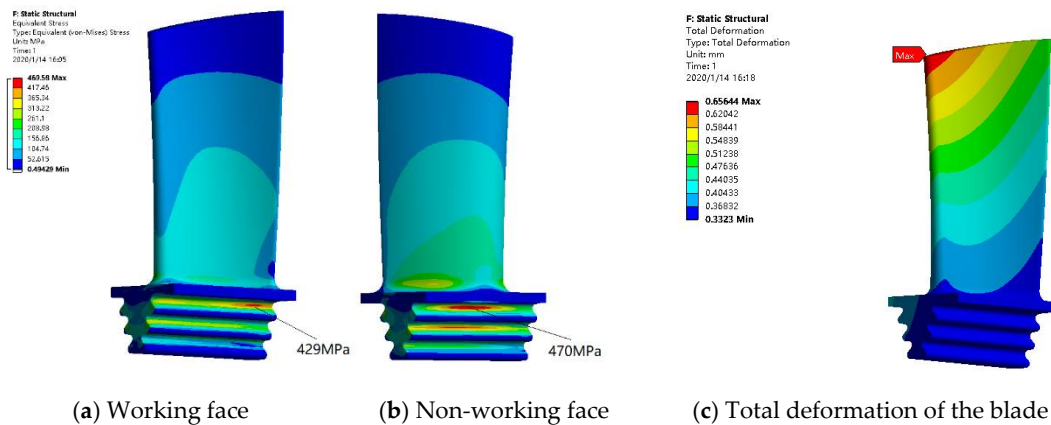 F: Static Structural
Equivalent Stress
Type: Equivalent (von-Mises) Stress
Unit: MPa
Time: 1
2020/1/14 16:05
469.58 Max
417.46
365.34
313.22
261.1
208.98
156.86
104.74
52.615
0.49429 Min
429MPa
470MPa
F: Static Structural
Total Deformation
Type: Total Deformation
Unit: mm
Time: 1
2020/1/14 16:18
0.65644 Max
0.62042
0.58441
0.54839
0.51238
0.47636
0.44035
0.40433
0.36832
0.3323 Min
Max
(a) Working face
(b) Non-working face
(c) Total deformation of the blade